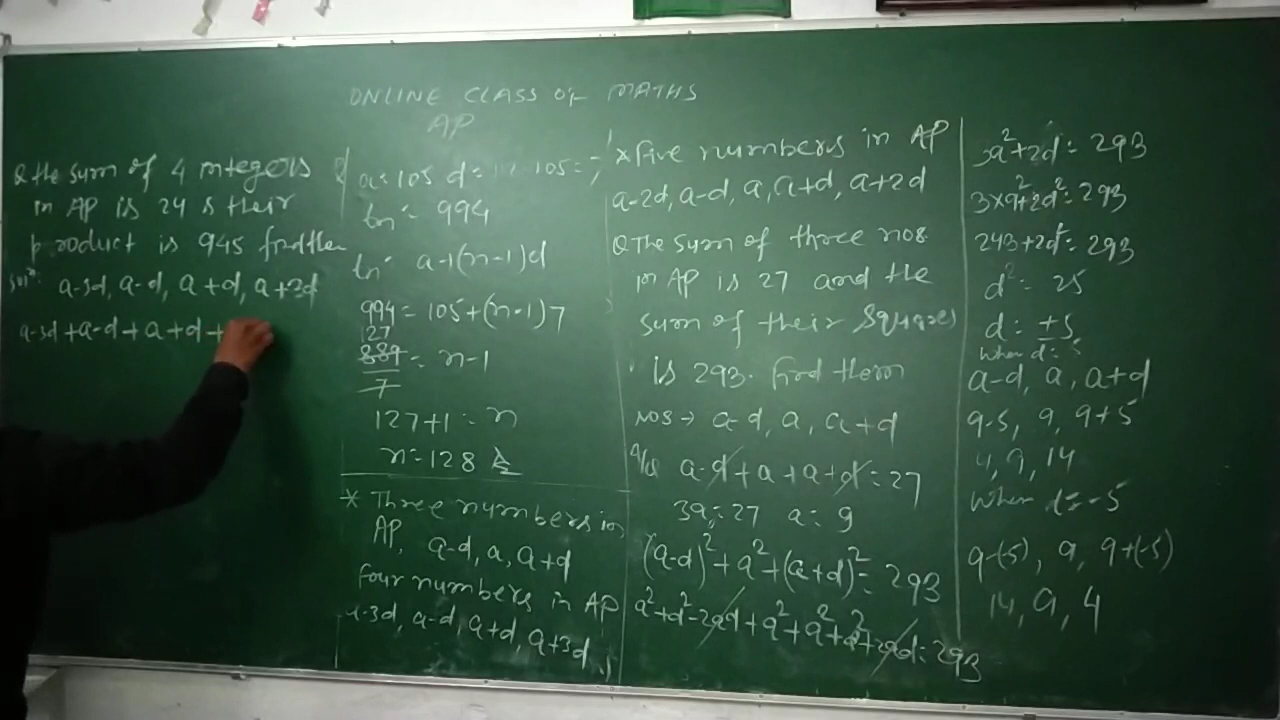 ONLINE CLASS OF MATHS
AP
Q the sum of 4 integers
in AP is 24 & their
product is 945 find them
Solⁿ. a-3d, a-d, a+d, a+3d
a-3d+a-d+a+d+
a=105 d= 105=7
tn = 994
tn = a-1(n-1)d
994 = 105+(n-1)7
127
889 = n-1
7
127+1 = n
n=128
* Three numbers in
AP, a-d, a, a+d
Four numbers in AP
a-3d, a-d, a+d, a+3d
* Five numbers in AP
a-2d, a-d, a, a+d, a+2d
Q The sum of three nos
in AP is 27 and the
sum of their squares
is 293. find them
NOS → a-d, a, a+d
a-d+a+a+d=27
3a=27 a=9
(a-d)²+a²+(a+d)²=293
a²+d²-2ad+a²+a²+d²+2ad=293
3a²+2d²=293
3×9²+2d²=293
243+2d²=293
d²=25
d=±5
When d=5
a-d, a, a+d
9-5, 9, 9+5
4, 9, 14
When d=-5
9-(-5), 9, 9+(-5)
14, 9, 4